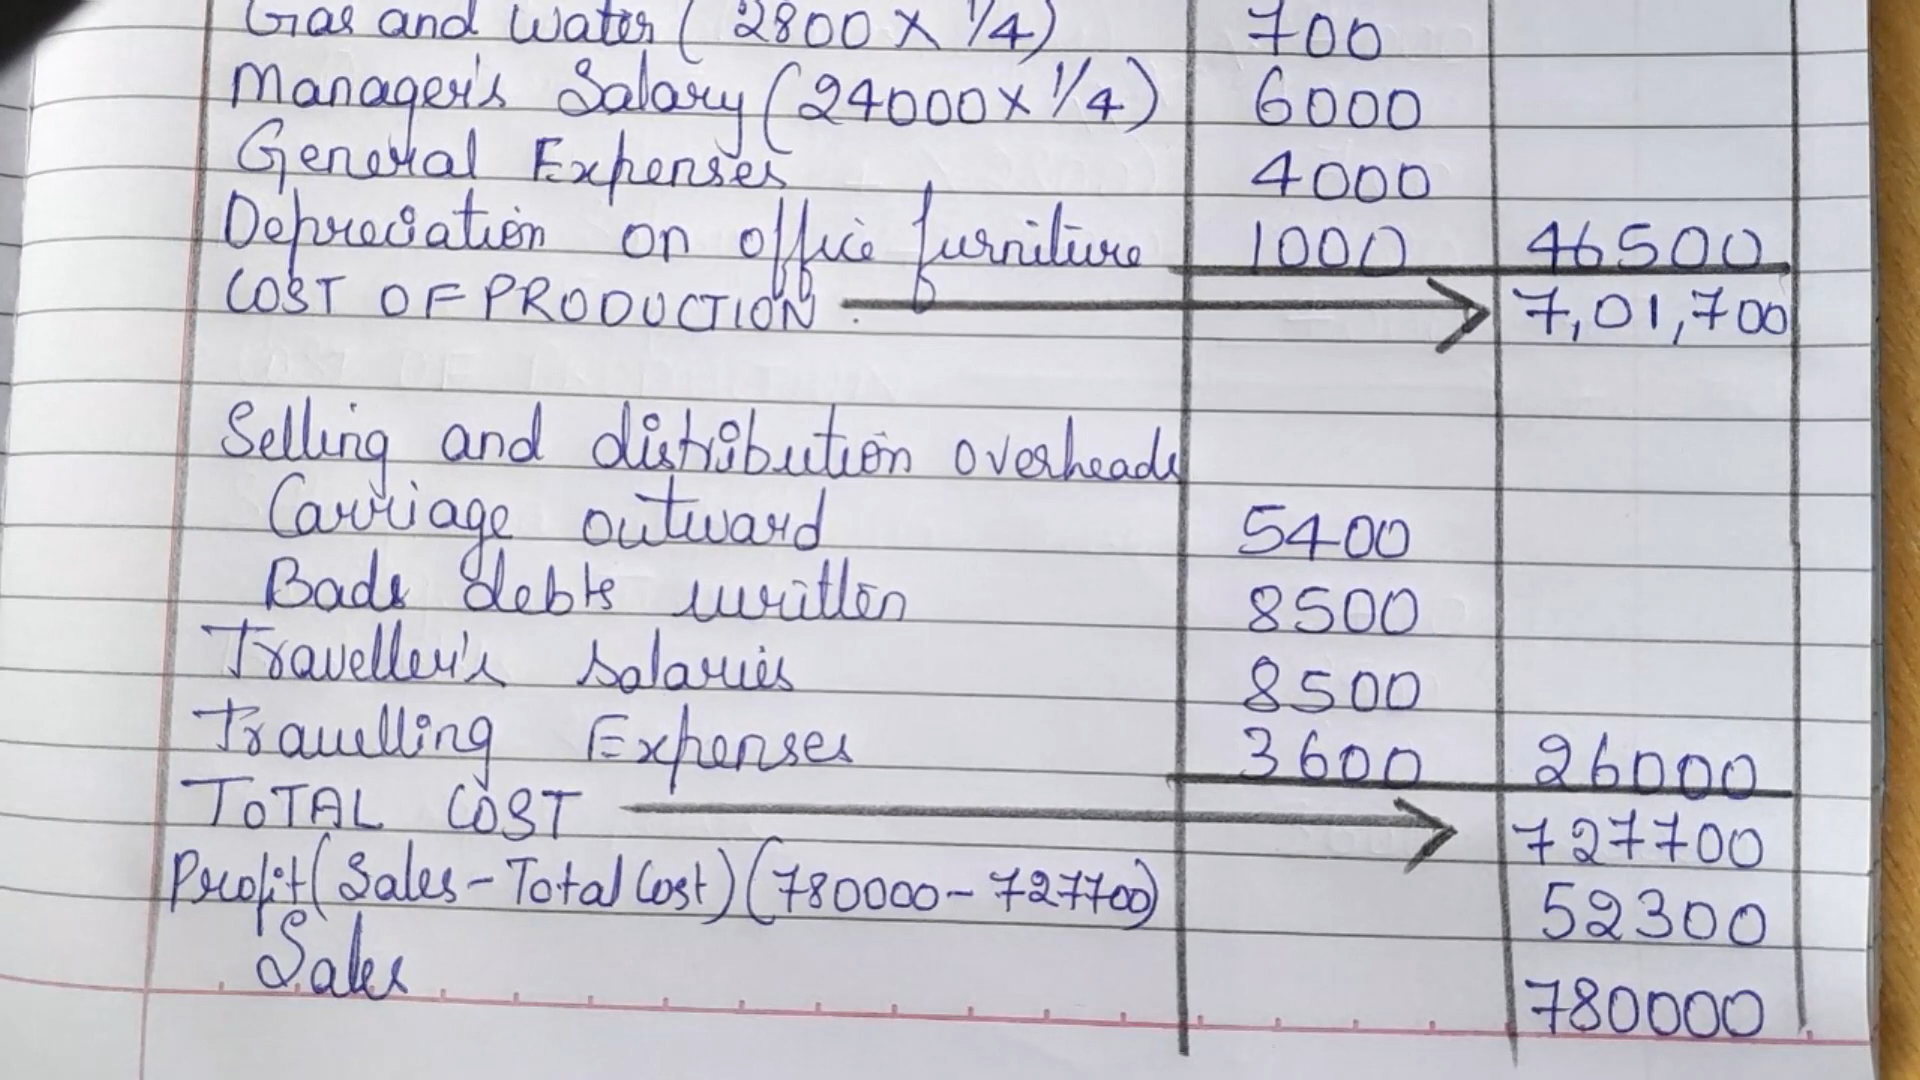 Gas and Water (2800 x 1/4) 700
Manager's Salary (24000 x 1/4) 6000
General Expenses 4000
Depreciation on office furniture 1000 46500
COST OF PRODUCTION 7,01,700
Selling and distribution overheads
Carriage outward 5400
Bads debts written 8500
Traveller's salaries 8500
Travelling Expenses 3600 26000
TOTAL COST 727700
Profit (Sales - Total Cost) (780000 - 727700) 52300
Sales 780000